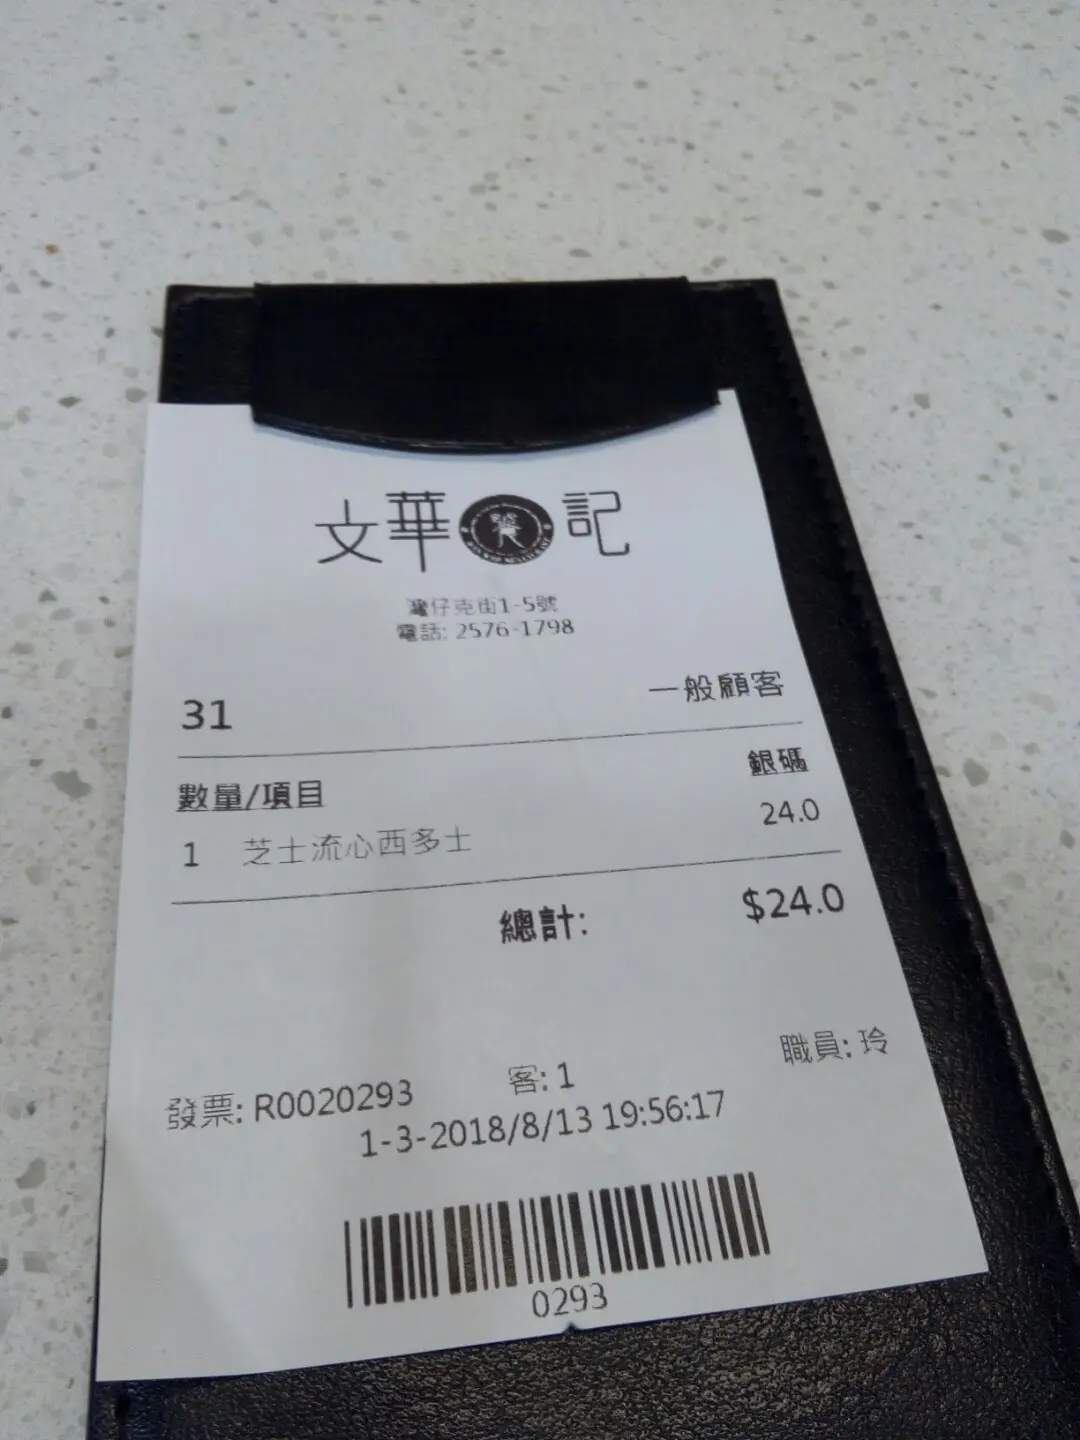 文華 記
灣仔克街1-5號
電話: 2576-1798
31
一般顧客
數量/項目
銀碼
1 芝士流心西多士 24.0
總計: $24.0
發票: R0020293 客: 1 職員: 玲
1-3-2018/8/13 19:56:17
0293